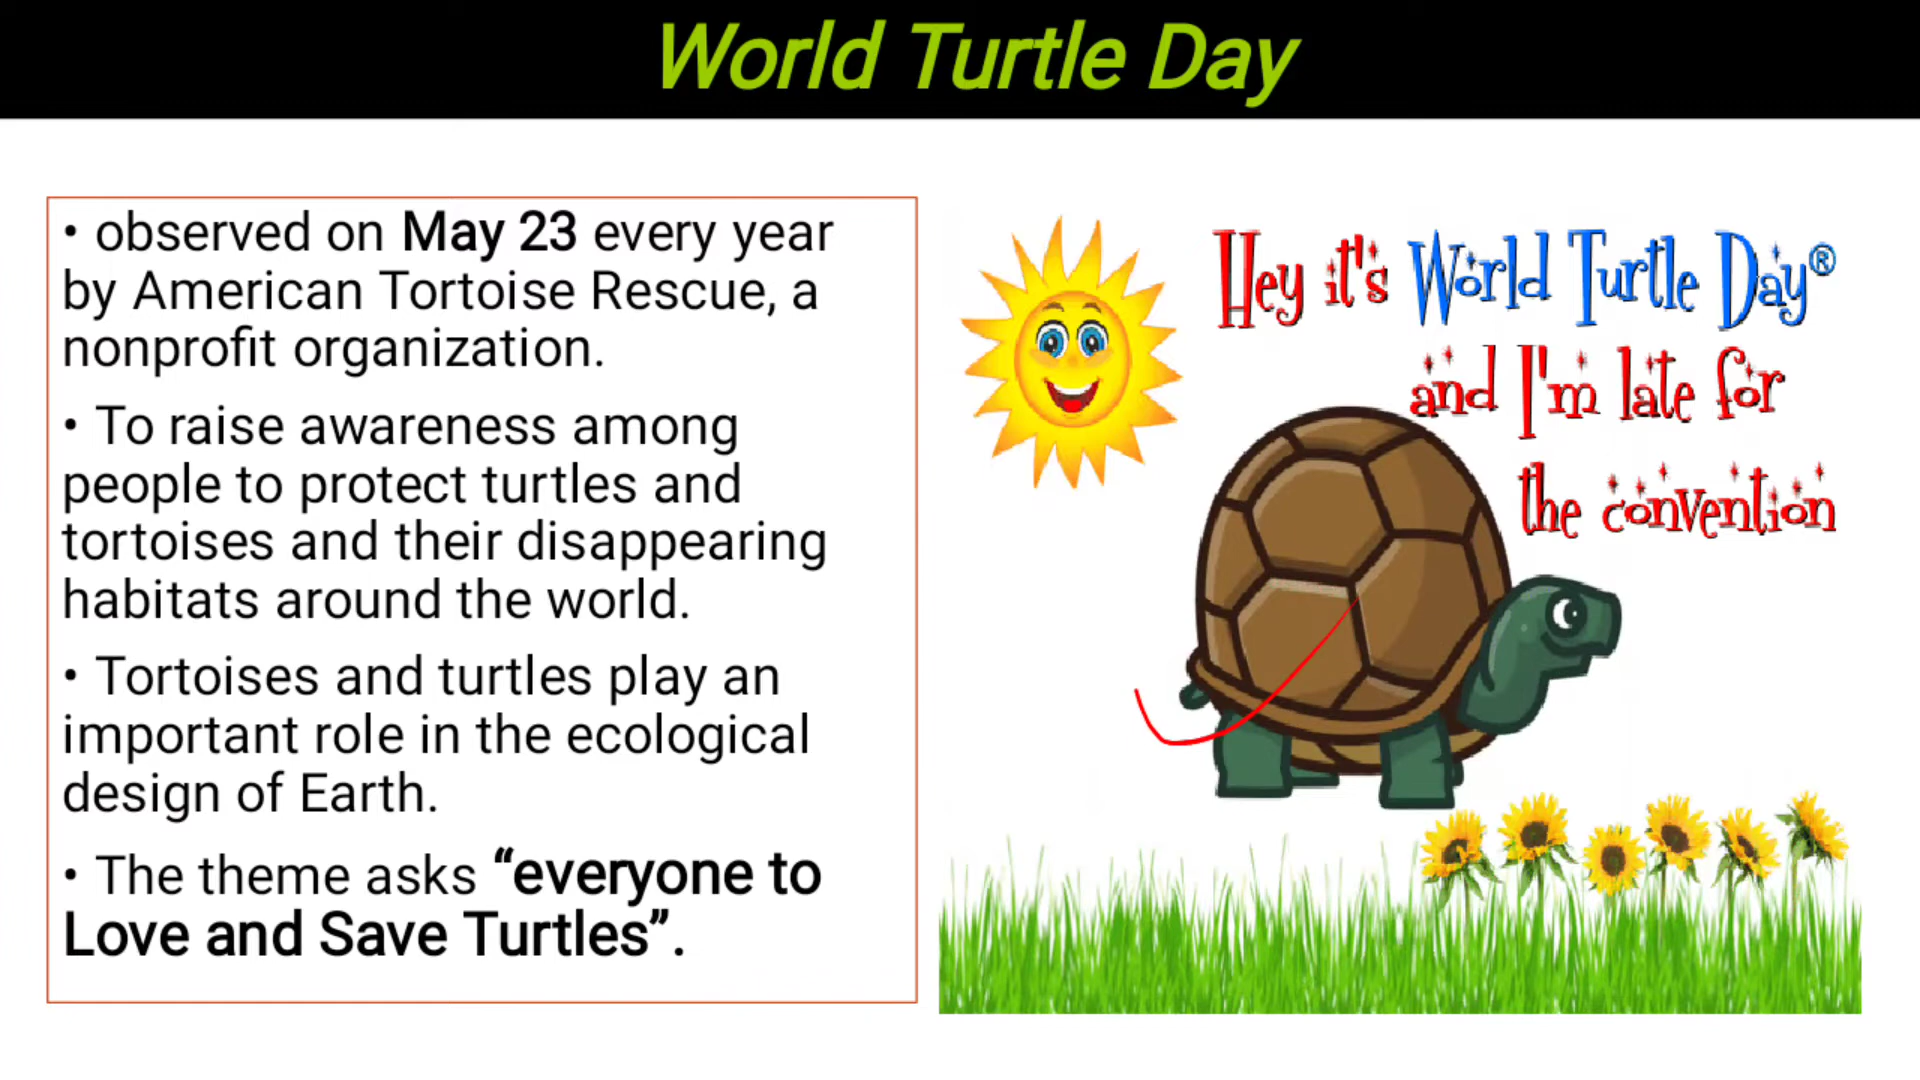 World Turtle Day
• observed on May 23 every year
by American Tortoise Rescue, a
nonprofit organization.
• To raise awareness among
people to protect turtles and
tortoises and their disappearing
habitats around the world.
• Tortoises and turtles play an
important role in the ecological
design of Earth.
• The theme asks “everyone to
Love and Save Turtles”.
Hey it's World Turtle Day®
and I'm late for
the convention